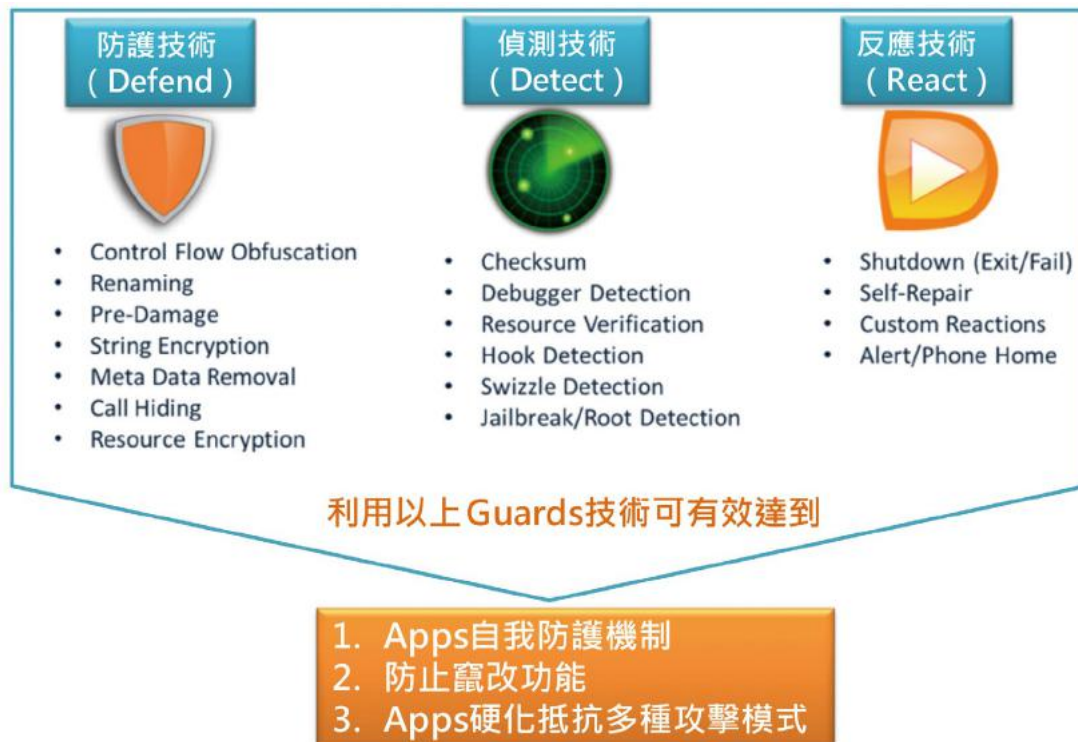 防護技術
( Defend )
• Control Flow Obfuscation
• Renaming
• Pre-Damage
• String Encryption
• Meta Data Removal
• Call Hiding
• Resource Encryption
偵測技術
( Detect )
• Checksum
• Debugger Detection
• Resource Verification
• Hook Detection
• Swizzle Detection
• Jailbreak/Root Detection
反應技術
( React )
• Shutdown (Exit/Fail)
• Self-Repair
• Custom Reactions
• Alert/Phone Home
利用以上Guards技術可有效達到
1. Apps自我防護機制
2. 防止竄改功能
3. Apps硬化抵抗多種攻擊模式